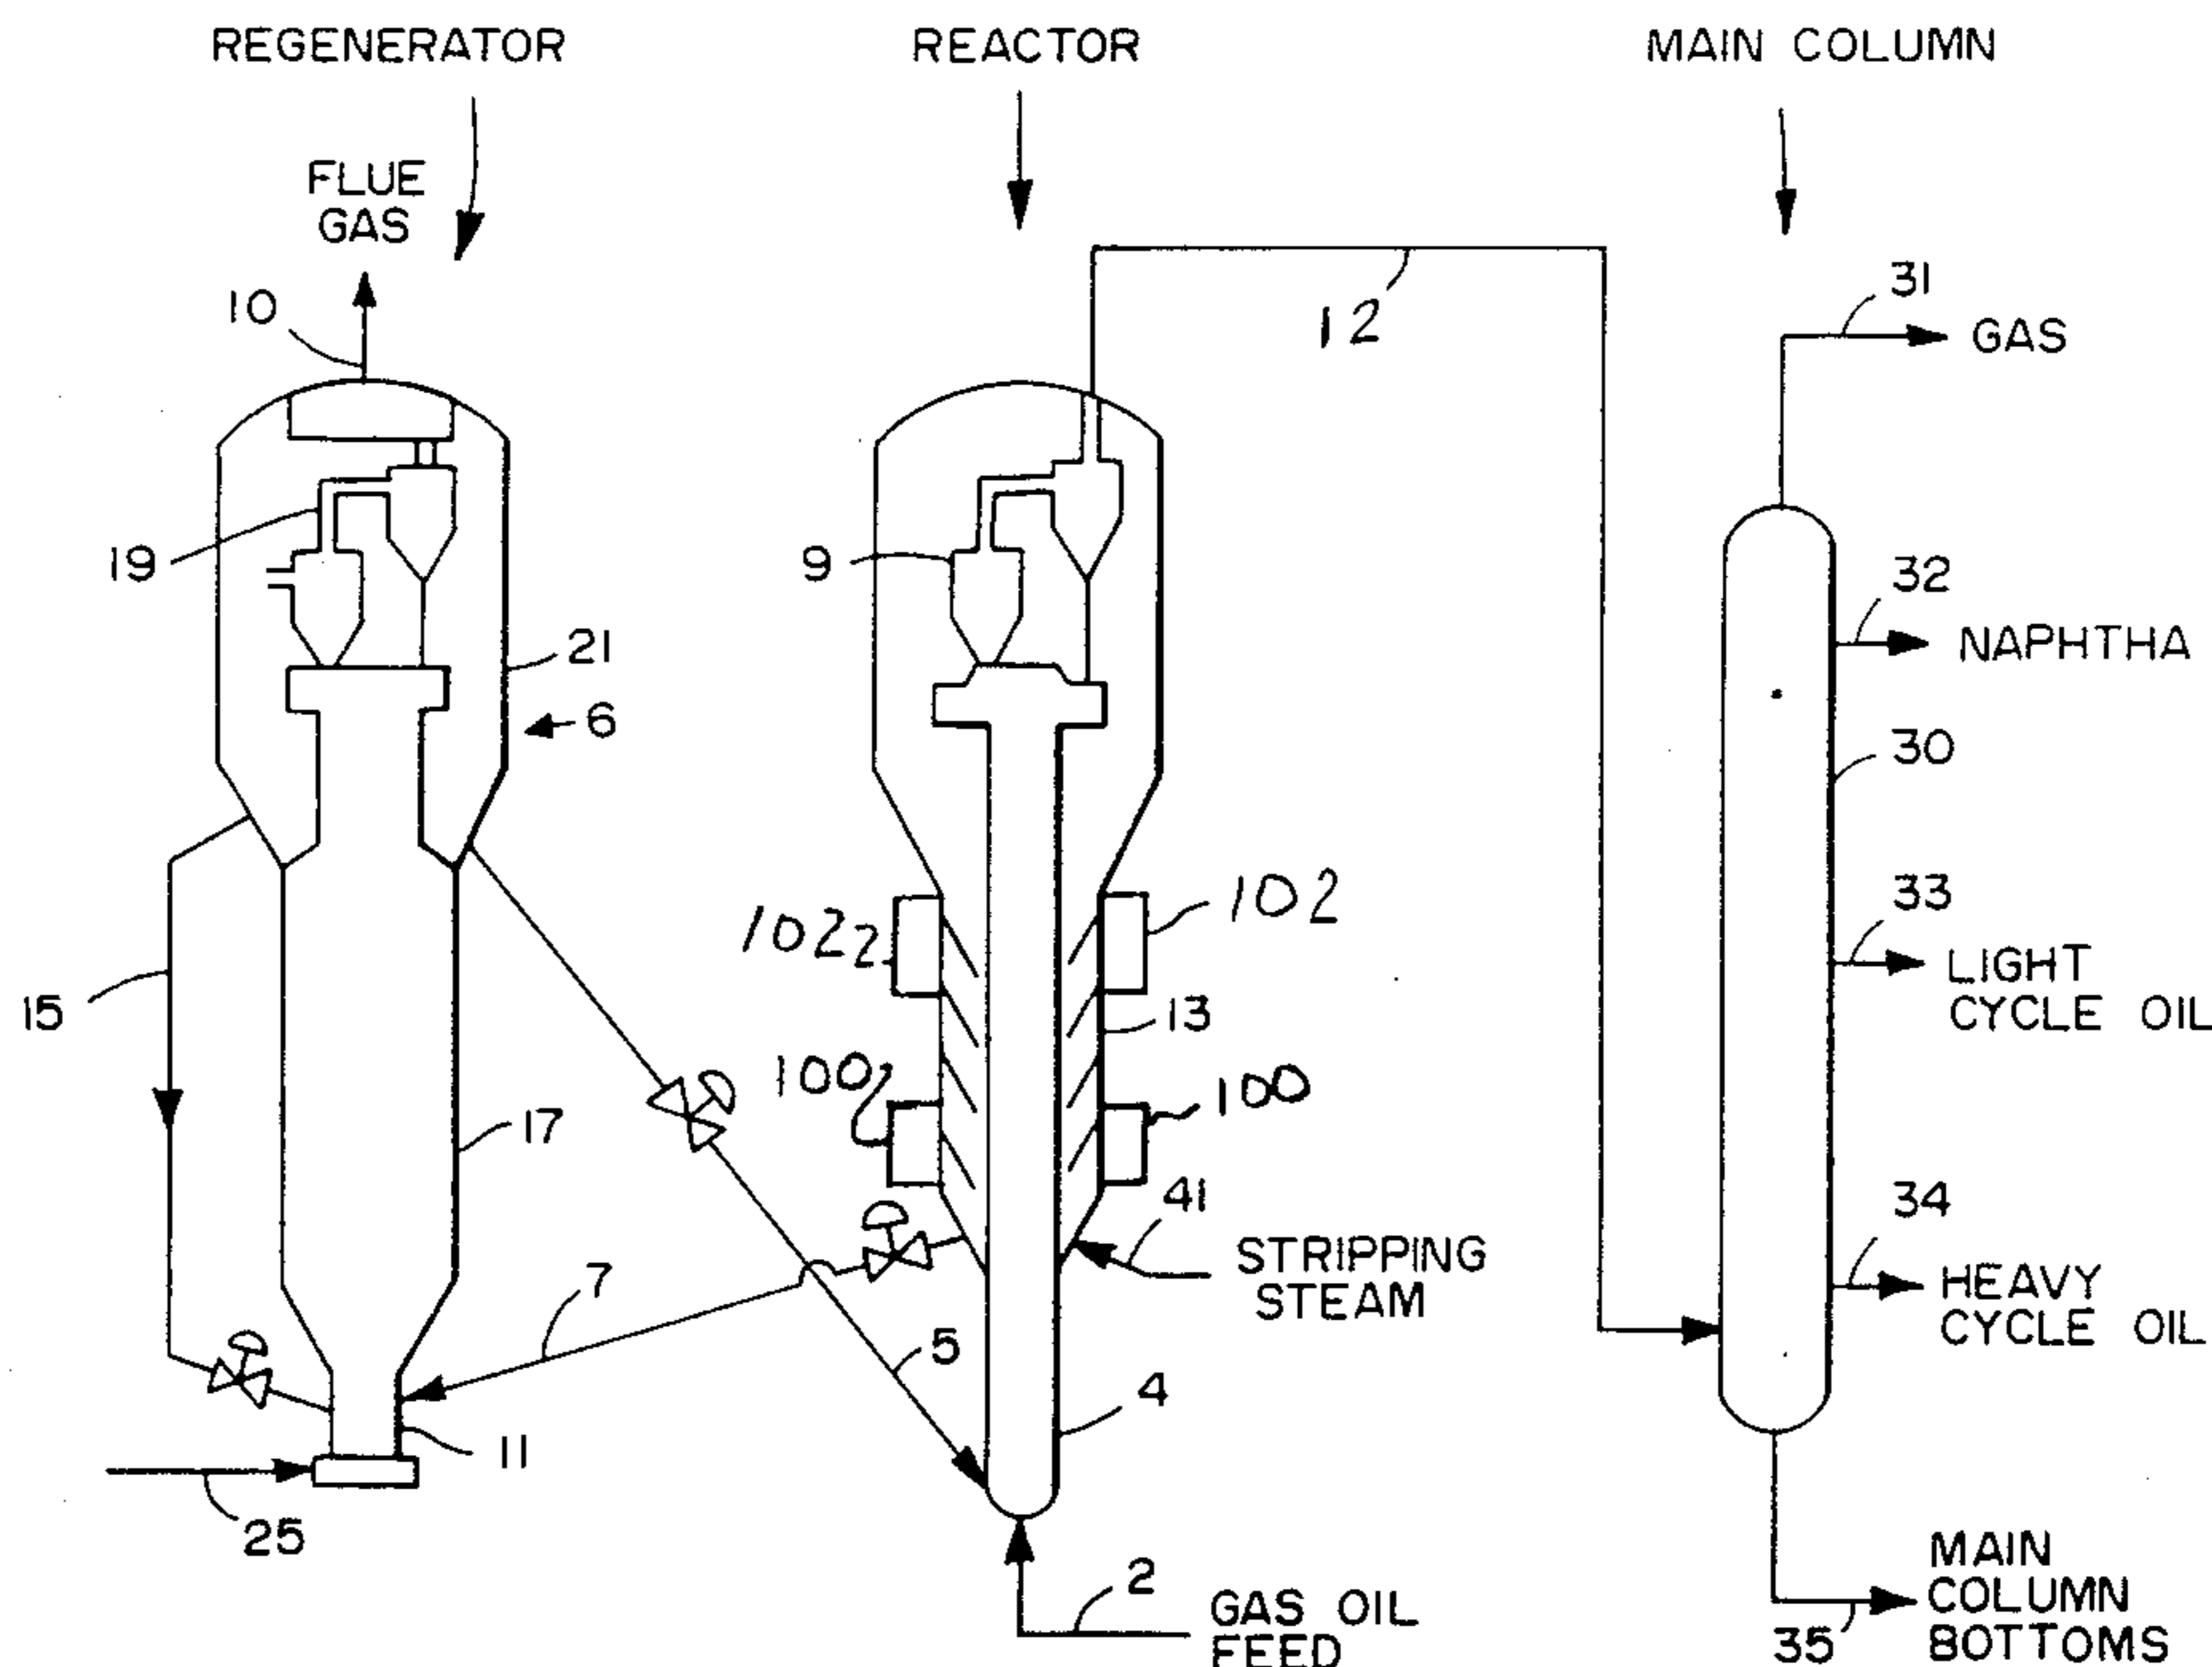 REGENERATOR
REACTOR
MAIN COLUMN
FLUE
GAS
10
12
31
GAS
19
9
32
NAPHTHA
21
6
30
102
102
2
33
LIGHT
CYCLE OIL
15
13
100
100
17
41
34
STRIPPING
STEAM
HEAVY
CYCLE OIL
7
5
4
11
25
2
GAS OIL
FEED
MAIN
COLUMN
BOTTOMS
35